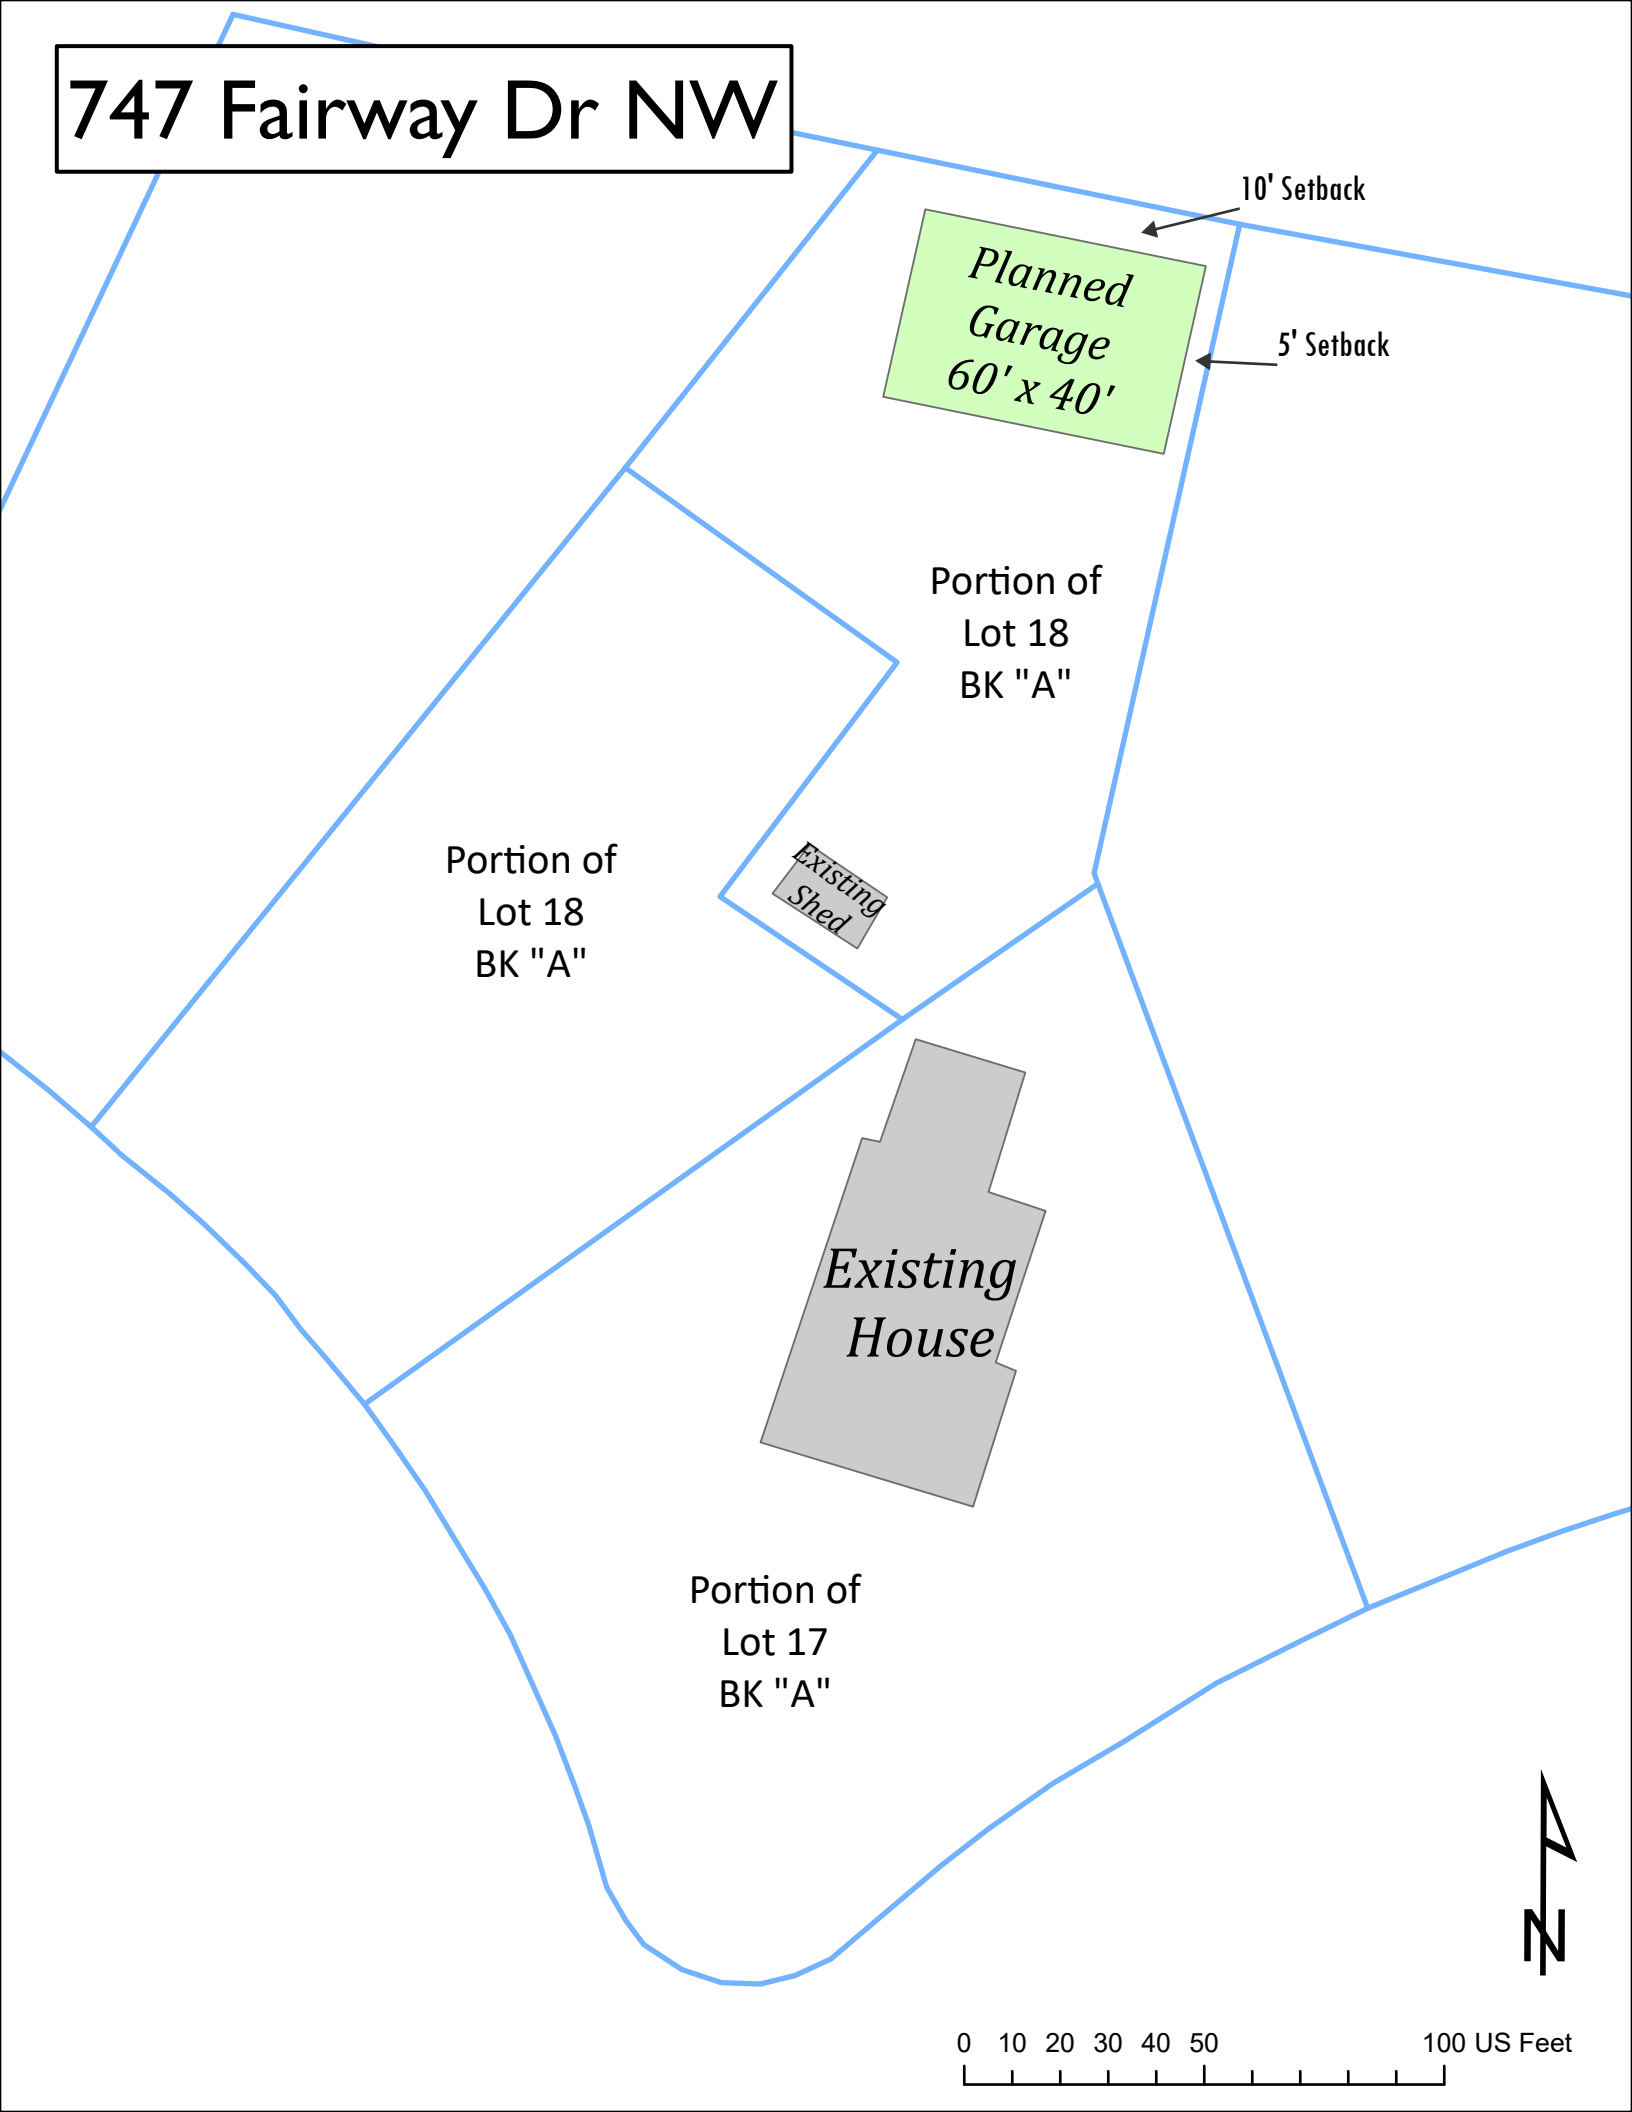 747 Fairway Dr NW
10' Setback
Planned
Garage
60' x 40'
5' Setback
Portion of
Lot 18
BK "A"
Existing
Shed
Portion of
Lot 18
BK "A"
Existing
House
Portion of
Lot 17
BK "A"
N
0 10 20 30 40 50 100 US Feet